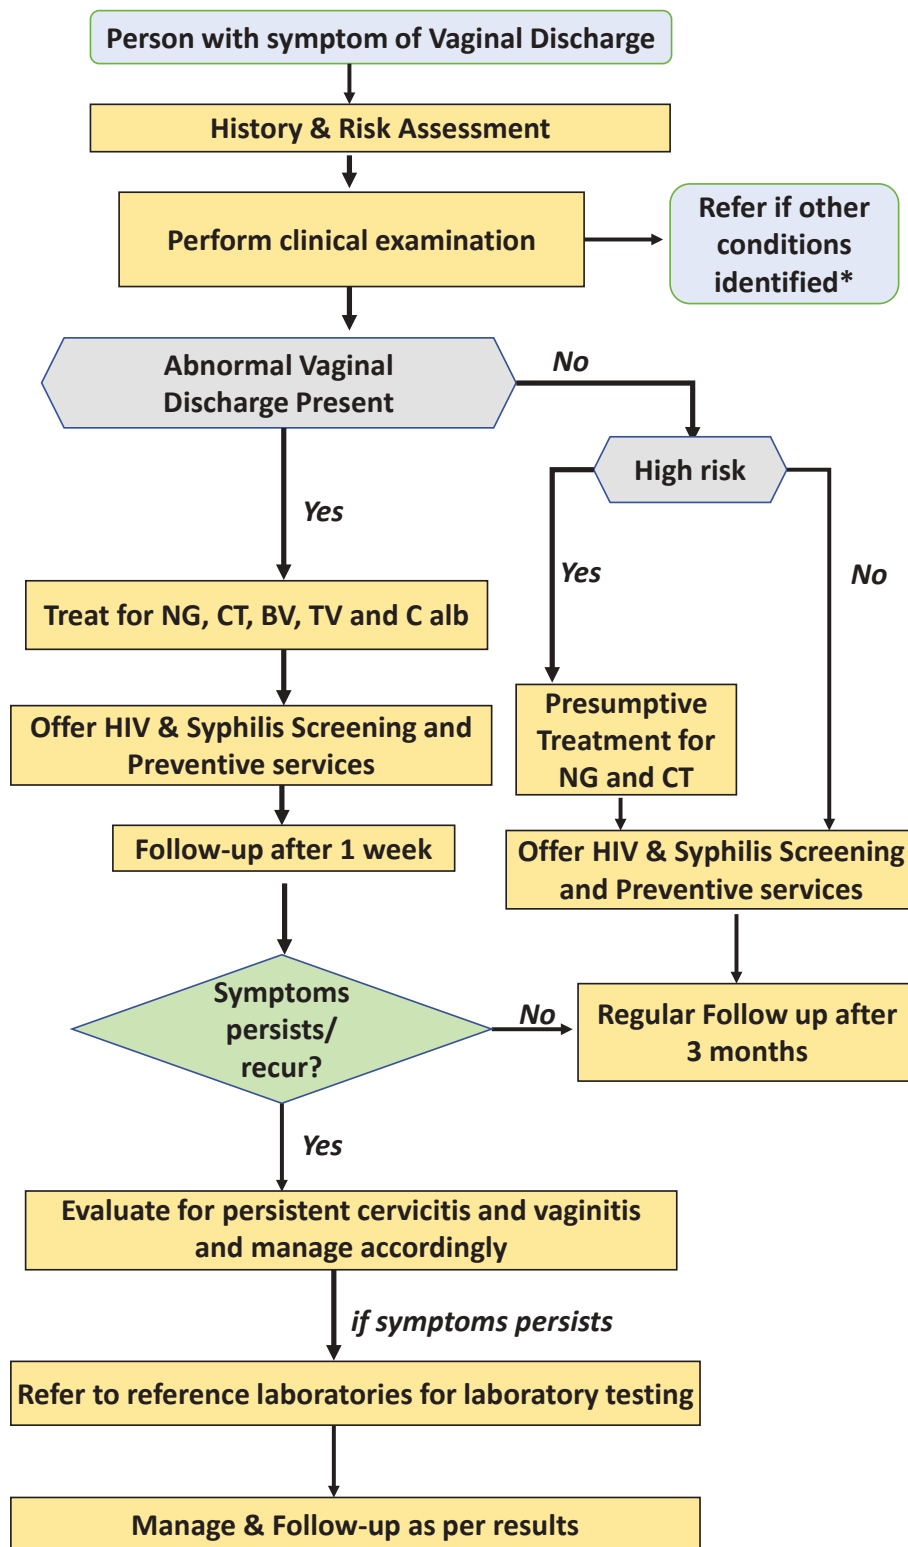 Person with symptom of Vaginal Discharge
History & Risk Assessment
Perform clinical examination
Refer if other
conditions
identified*
Abnormal Vaginal
Discharge Present
No
High risk
Yes
Yes
No
Treat for NG, CT, BV, TV and C alb
Presumptive
Treatment for
NG and CT
Offer HIV & Syphilis Screening and
Preventive services
Follow-up after 1 week
Offer HIV & Syphilis Screening
and Preventive services
Symptoms
persists/
recur?
No
Regular Follow up after
3 months
Yes
Evaluate for persistent cervicitis and vaginitis
and manage accordingly
if symptoms persists
Refer to reference laboratories for laboratory testing
Manage & Follow-up as per results